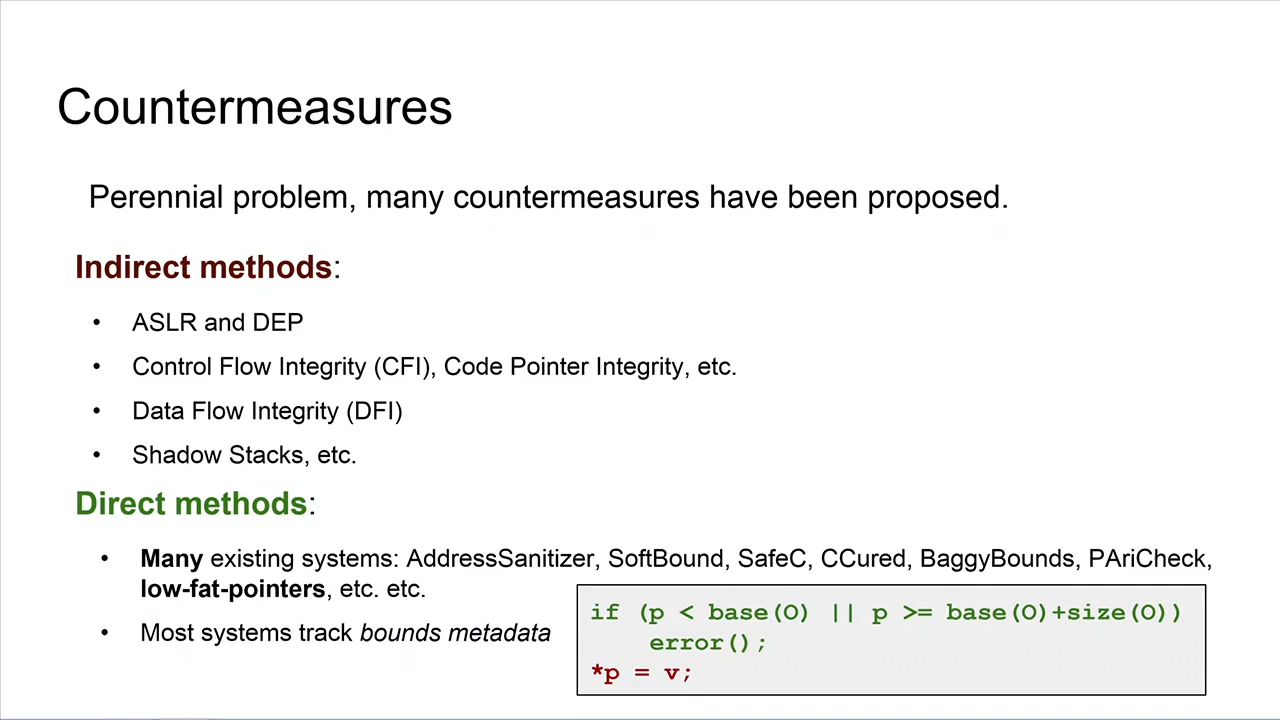 Countermeasures
Perennial problem, many countermeasures have been proposed.
Indirect methods:
• ASLR and DEP
• Control Flow Integrity (CFI), Code Pointer Integrity, etc.
• Data Flow Integrity (DFI)
• Shadow Stacks, etc.
Direct methods:
• Many existing systems: AddressSanitizer, SoftBound, SafeC, CCured, BaggyBounds, PAriCheck,
low-fat-pointers, etc. etc.
• Most systems track bounds metadata
if (p < base(O) || p >= base(O)+size(O))
error();
*p = v;